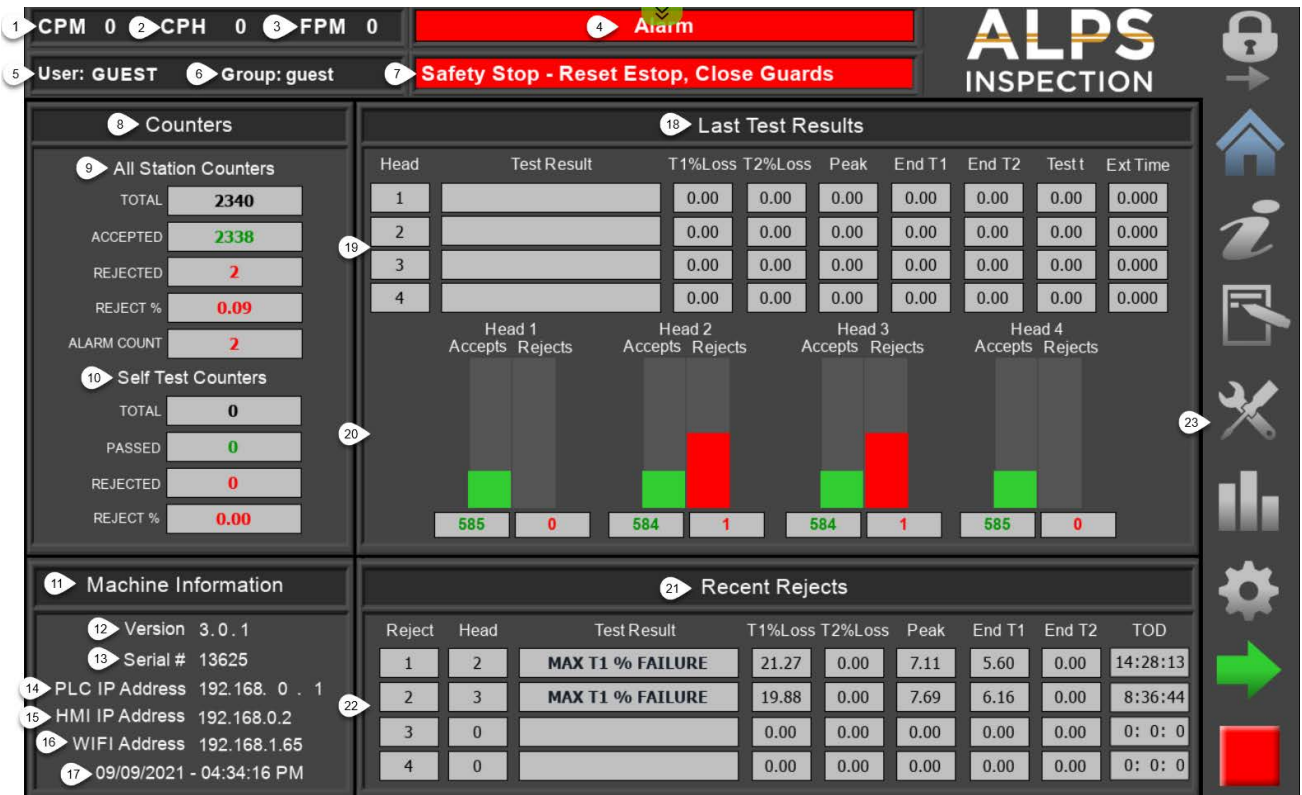 1 CPM 0 2 CPH 0 3 FPM 0
4 Alarm
ALPS
INSPECTION
5 User: GUEST 6 Group: guest
7 Safety Stop - Reset Estop, Close Guards
8 Counters
9 All Station Counters
TOTAL 2340
ACCEPTED 2338
REJECTED 2
REJECT % 0.09
ALARM COUNT 2
10 Self Test Counters
TOTAL 0
PASSED 0
REJECTED 0
REJECT % 0.00
18 Last Test Results
Head Test Result T1%Loss T2%Loss Peak End T1 End T2 Test t Ext Time
1 0.00 0.00 0.00 0.00 0.00 0.00 0.000
2 0.00 0.00 0.00 0.00 0.00 0.00 0.000
19
3 0.00 0.00 0.00 0.00 0.00 0.00 0.000
4 0.00 0.00 0.00 0.00 0.00 0.00 0.000
Head 1 Head 2 Head 3 Head 4
Accepts Rejects Accepts Rejects Accepts Rejects Accepts Rejects
20
585 0 584 1 584 1 585 0
23
11 Machine Information
12 Version 3.0.1
13 Serial # 13625
14 PLC IP Address 192.168. 0 . 1
15 HMI IP Address 192.168.0.2
16 WIFI Address 192.168.1.65
17 09/09/2021 - 04:34:16 PM
21 Recent Rejects
Reject Head Test Result T1%Loss T2%Loss Peak End T1 End T2 TOD
1 2 MAX T1 % FAILURE 21.27 0.00 7.11 5.60 0.00 14:28:13
2 3 MAX T1 % FAILURE 19.88 0.00 7.69 6.16 0.00 8:36:44
22
3 0 0.00 0.00 0.00 0.00 0.00 0: 0: 0
4 0 0.00 0.00 0.00 0.00 0.00 0: 0: 0